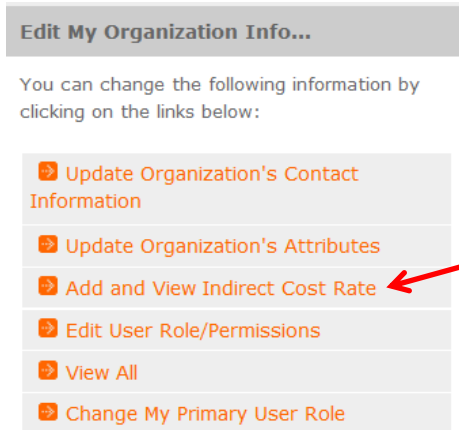 Edit My Organization Info...
You can change the following information by
clicking on the links below:
Update Organization's Contact
Information
Update Organization's Attributes
Add and View Indirect Cost Rate
Edit User Role/Permissions
View All
Change My Primary User Role